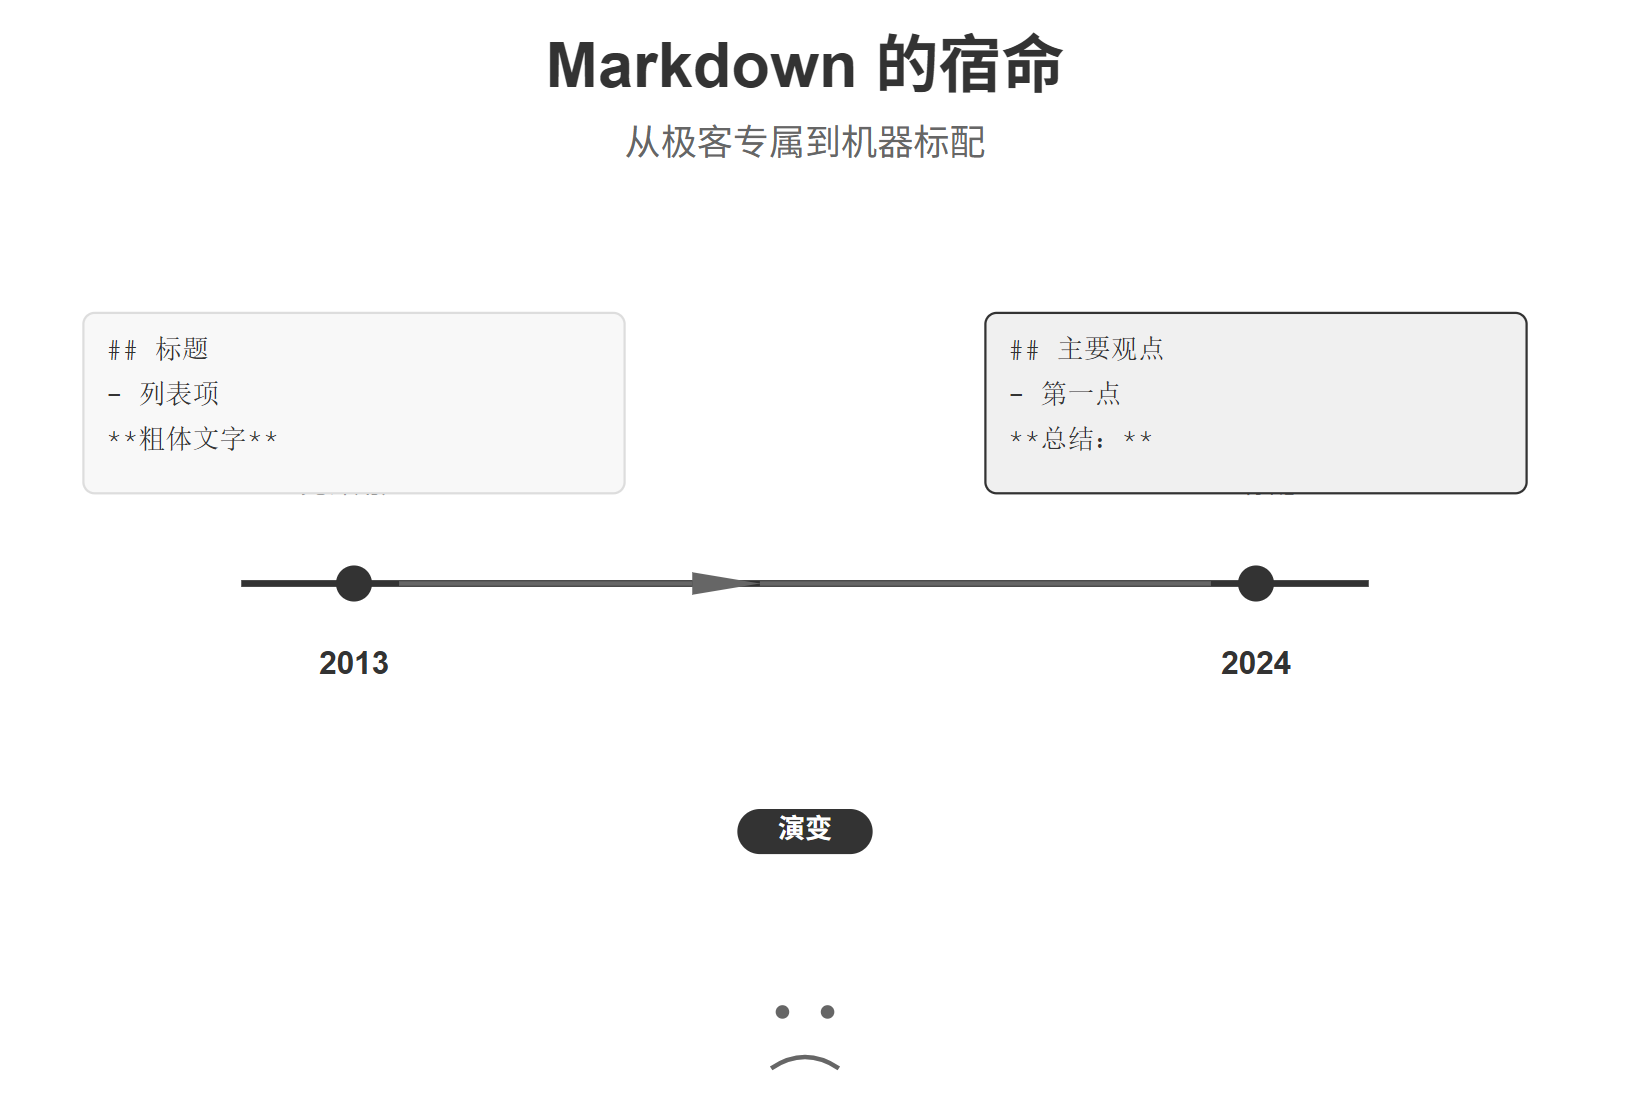 Markdown 的宿命
从极客专属到机器标配
## 标题
- 列表项
**粗体文字**
## 主要观点
- 第一点
**总结：**
2013
2024
演变